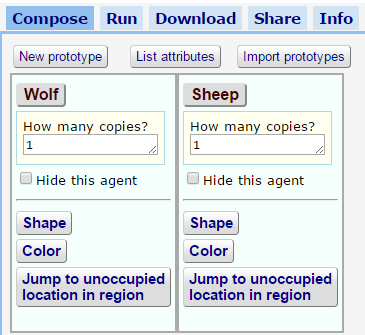 Compose Run Download Share Info
New prototype List attributes Import prototypes
Wolf
How many copies?
1
Hide this agent
Shape
Color
Jump to unoccupied
location in region
Sheep
How many copies?
1
Hide this agent
Shape
Color
Jump to unoccupied
location in region